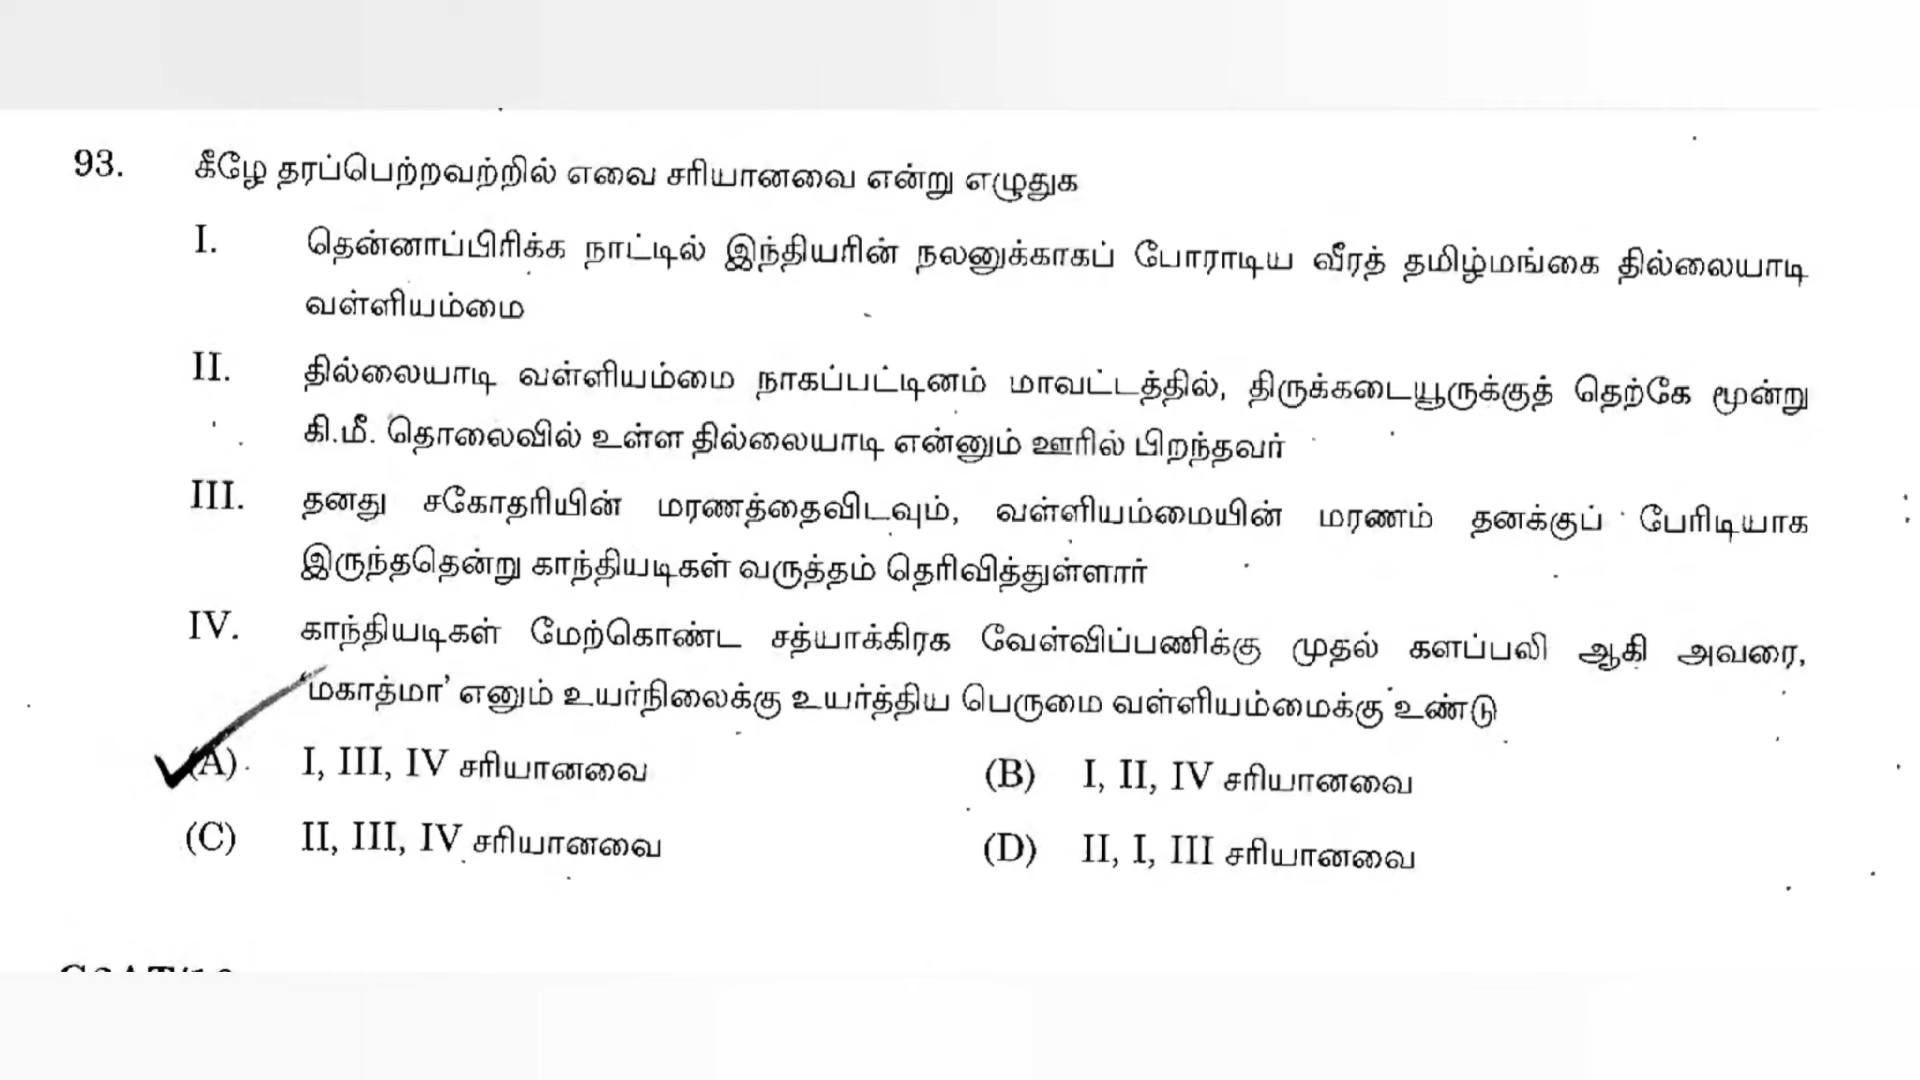 93. கீழே தரப்பெற்றவற்றில் எவை சரியானவை என்று எழுதுக
I. தென்னாப்பிரிக்க நாட்டில் இந்தியரின் நலனுக்காகப் போராடிய வீரத் தமிழ்மங்கை தில்லையாடி
வள்ளியம்மை
II. தில்லையாடி வள்ளியம்மை நாகப்பட்டினம் மாவட்டத்தில், திருக்கடையூருக்குத் தெற்கே மூன்று
கி.மீ. தொலைவில் உள்ள தில்லையாடி என்னும் ஊரில் பிறந்தவர்
III. தனது சகோதரியின் மரணத்தைவிடவும், வள்ளியம்மையின் மரணம் தனக்குப் பேரிடியாக
இருந்ததென்று காந்தியடிகள் வருத்தம் தெரிவித்துள்ளார்
IV. காந்தியடிகள் மேற்கொண்ட சத்யாக்கிரக வேள்விப்பணிக்கு முதல் களப்பலி ஆகி அவரை,
'மகாத்மா' எனும் உயர்நிலைக்கு உயர்த்திய பெருமை வள்ளியம்மைக்கு உண்டு
(A) I, III, IV சரியானவை (B) I, II, IV சரியானவை
(C) II, III, IV சரியானவை (D) II, I, III சரியானவை